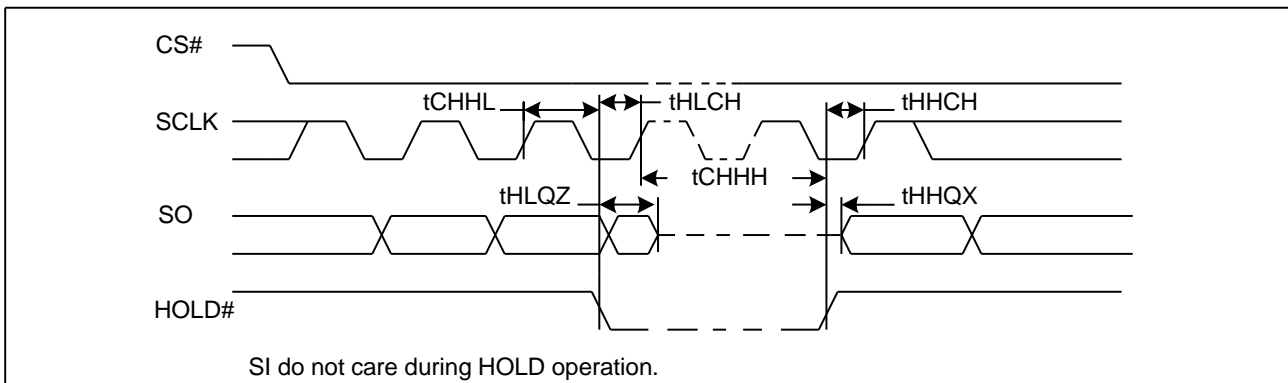 CS#
tCHHL
tHLCH
tHHCH
SCLK
tCHHH
tHLQZ
tHHQX
SO
HOLD#
SI do not care during HOLD operation.